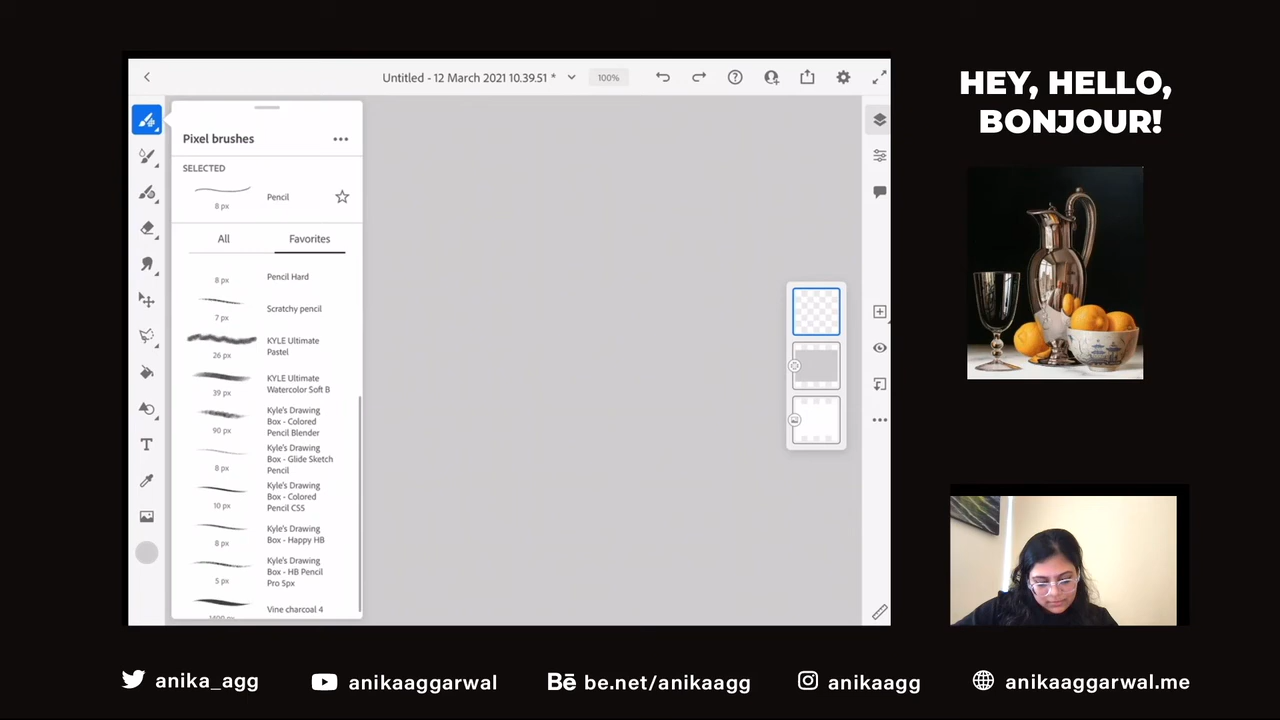 Untitled - 12 March 2021 10.39.51 *
100%
HEY, HELLO,
BONJOUR!
Pixel brushes
SELECTED
Pencil
8 px
All
Favorites
8 px
Pencil Hard
Scratchy pencil
7 px
KYLE Ultimate
Pastel
26 px
KYLE Ultimate
Watercolor Soft B
39 px
Kyle's Drawing
Box - Colored
Pencil Blender
90 px
Kyle's Drawing
Box - Glide Sketch
Pencil
8 px
Kyle's Drawing
Box - Colored
Pencil CSS
10 px
Kyle's Drawing
Box - Happy HB
8 px
Kyle's Drawing
Box - HB Pencil
Pro 5px
5 px
Vine charcoal 4
T
anika_agg
anikaaggarwal
Bē be.net/anikaagg
anikaagg
anikaaggarwal.me